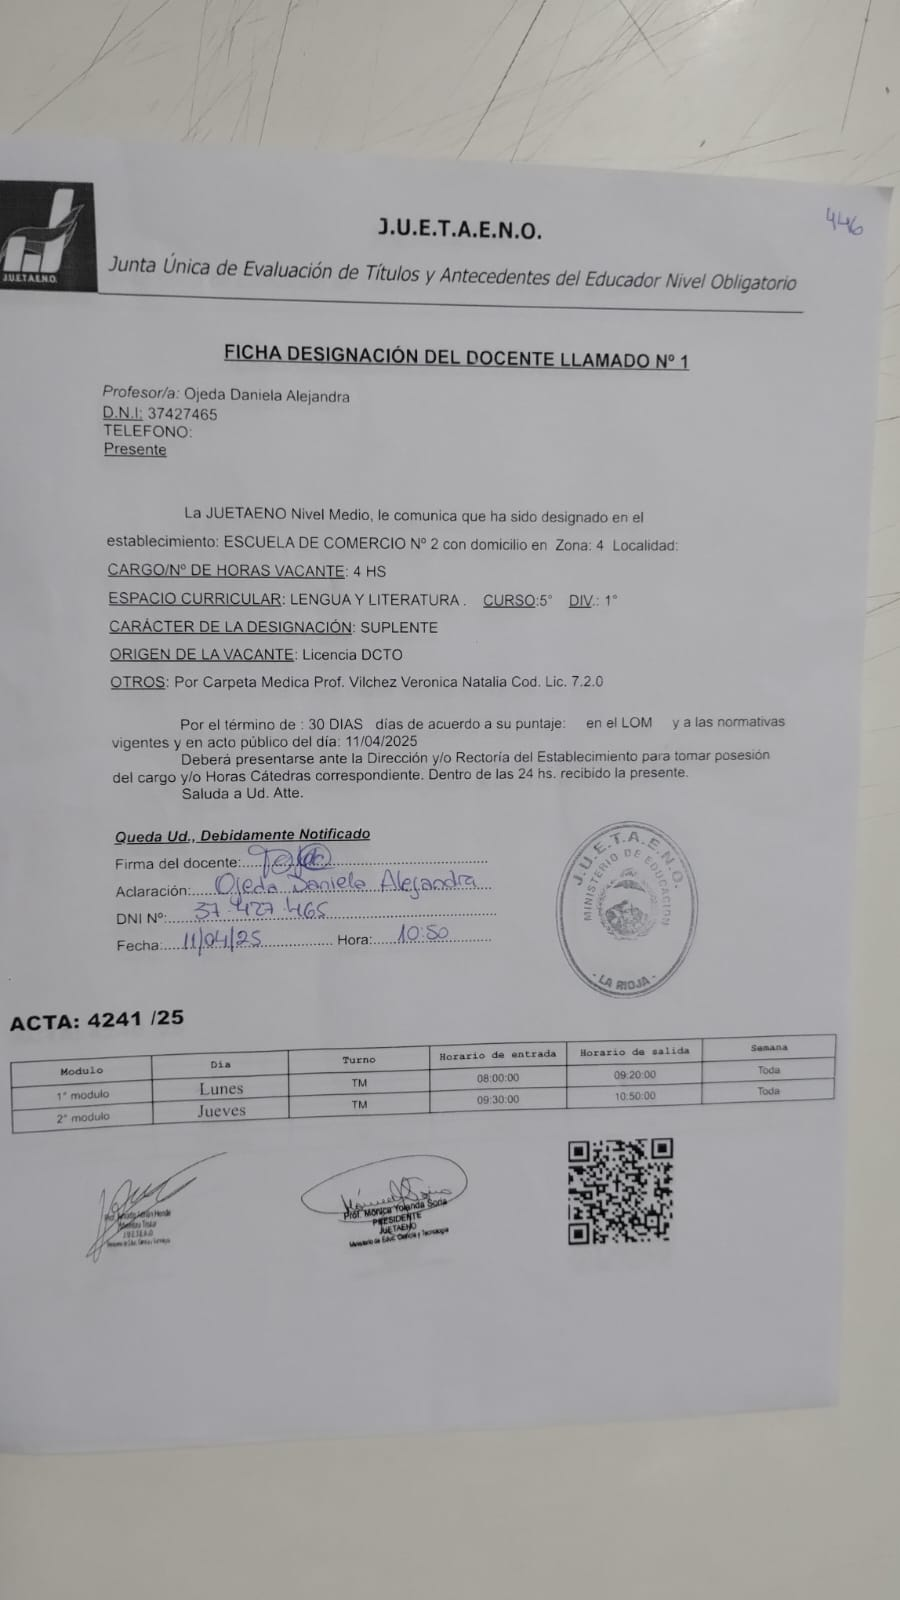 446
JUETAENO
J.U.E.T.A.E.N.O.
Junta Única de Evaluación de Títulos y Antecedentes del Educador Nivel Obligatorio
FICHA DESIGNACIÓN DEL DOCENTE LLAMADO Nº 1
Profesor/a: Ojeda Daniela Alejandra
D.N.I: 37427465
TELEFONO:
Presente
La JUETAENO Nivel Medio, le comunica que ha sido designado en el
establecimiento: ESCUELA DE COMERCIO Nº 2 con domicilio en Zona: 4 Localidad:
CARGO/Nº DE HORAS VACANTE: 4 HS
ESPACIO CURRICULAR: LENGUA Y LITERATURA . CURSO:5° DIV.: 1°
CARÁCTER DE LA DESIGNACIÓN: SUPLENTE
ORIGEN DE LA VACANTE: Licencia DCTO
OTROS: Por Carpeta Medica Prof. Vilchez Veronica Natalia Cod. Lic. 7.2.0
Por el término de : 30 DIAS días de acuerdo a su puntaje: en el LOM y a las normativas
vigentes y en acto público del día: 11/04/2025
Deberá presentarse ante la Dirección y/o Rectoría del Establecimiento para tomar posesión
del cargo y/o Horas Cátedras correspondiente. Dentro de las 24 hs. recibido la presente.
Saluda a Ud. Atte.
Queda Ud., Debidamente Notificado
Firma del docente:
Aclaración: Ojeda Daniela Alejandra
DNI Nº: 37.427.465
Fecha: 11/04/25 Hora: 10:50
J.U.E.T.A.E.N.O.
MINISTERIO DE EDUCACION
- LA RIOJA -
ACTA: 4241 /25
Modulo Dia Turno Horario de entrada Horario de salida Semana
1° modulo Lunes TM 08:00:00 09:20:00 Toda
2° modulo Jueves TM 09:30:00 10:50:00 Toda
JUETAENO
Prof. Mónica Yolanda Soria
PRESIDENTE
JUETAENO
Ministerio de Educ. Ciencia y Tecnología